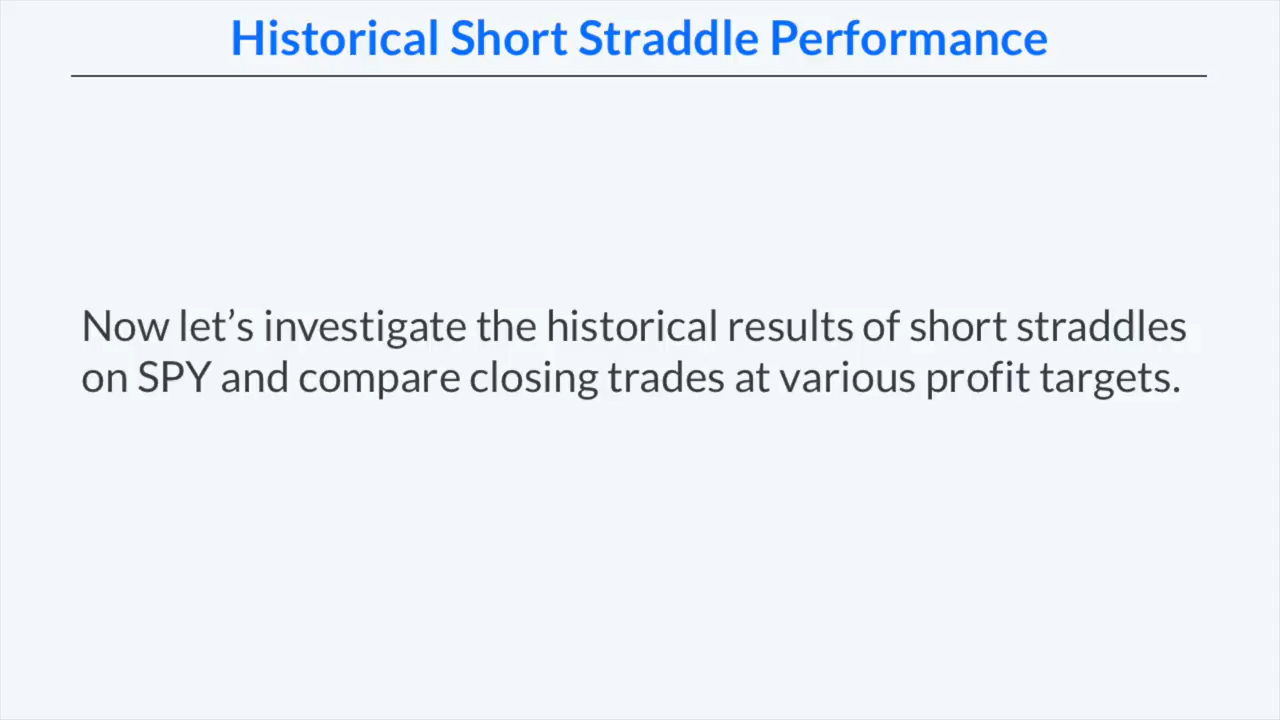 Historical Short Straddle Performance
Now let’s investigate the historical results of short straddles
on SPY and compare closing trades at various profit targets.